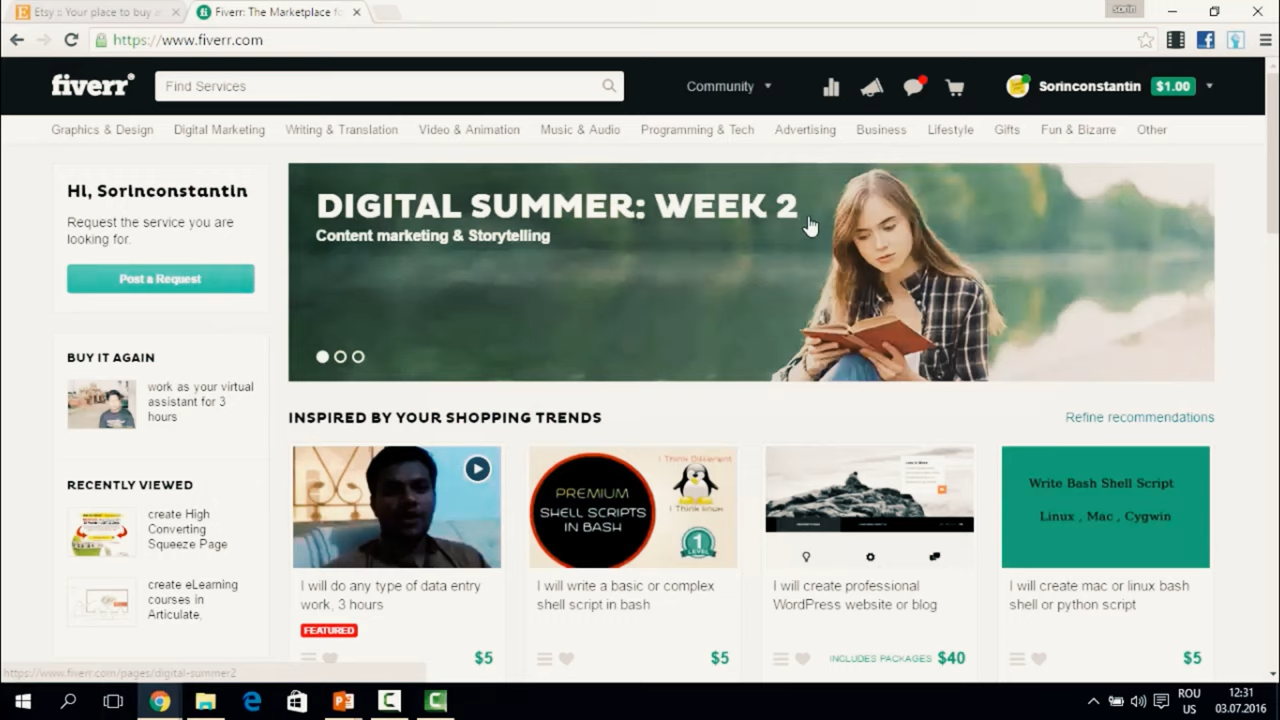 Etsy :: Your place to buy a
Fiverr: The Marketplace fo
sorin
https://www.fiverr.com
fiverr®
Find Services
Community
Sorinconstantin
$1.00
Graphics & Design
Digital Marketing
Writing & Translation
Video & Animation
Music & Audio
Programming & Tech
Advertising
Business
Lifestyle
Gifts
Fun & Bizarre
Other
Hi, Sorinconstantin
Request the service you are
looking for.
Post a Request
DIGITAL SUMMER: WEEK 2
Content marketing & Storytelling
BUY IT AGAIN
work as your virtual
assistant for 3
hours
RECENTLY VIEWED
create High
Converting
Squeeze Page
create eLearning
courses in
Articulate,
INSPIRED BY YOUR SHOPPING TRENDS
Refine recommendations
I will do any type of data entry
work, 3 hours
FEATURED
$5
I Think Different
PREMIUM
SHELL SCRIPTS
IN BASH
I Think linux
1
LEVEL
I will write a basic or complex
shell script in bash
$5
I will create professional
WordPress website or blog
INCLUDES PACKAGES $40
Write Bash Shell Script
Linux , Mac , Cygwin
I will create mac or linux bash
shell or python script
$5
https://www.fiverr.com/pages/digital-summer2
ROU
US
12:31
03.07.2016